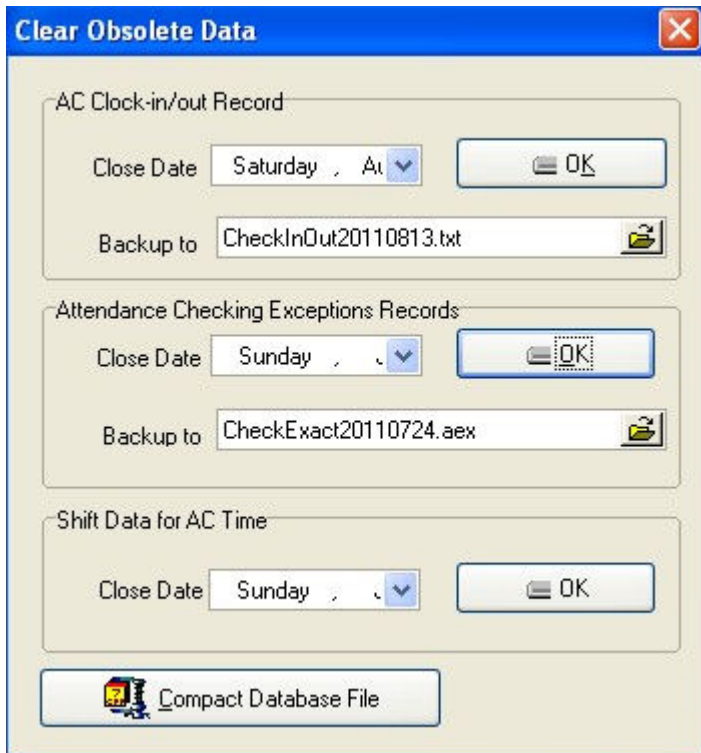 Clear Obsolete Data
AC Clock-in/out Record
Close Date Saturday , Au OK
Backup to CheckInOut20110813.txt
Attendance Checking Exceptions Records
Close Date Sunday , OK
Backup to CheckExact20110724.aex
Shift Data for AC Time
Close Date Sunday , OK
Compact Database File